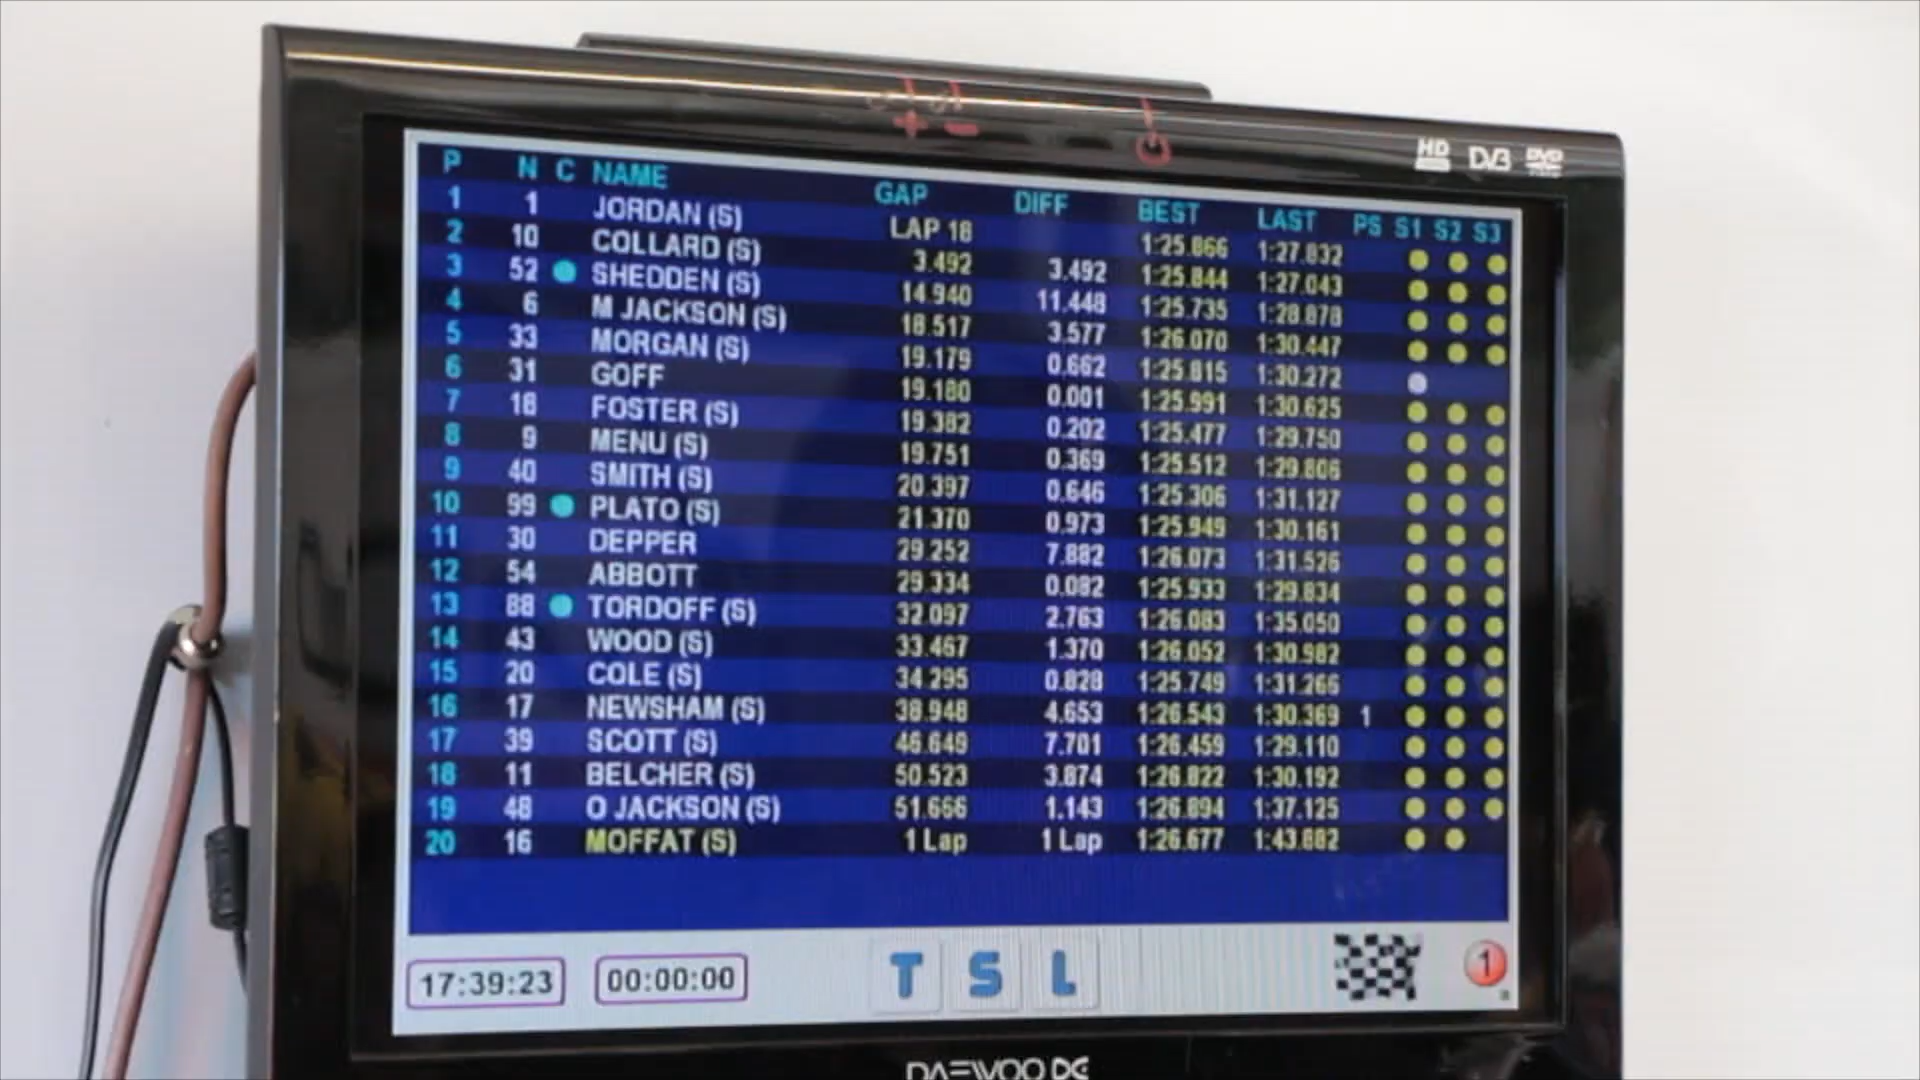 HD DVB DVD
P N C NAME GAP DIFF BEST LAST PS S1 S2 S3
1 1 JORDAN (S) LAP 18 1:25.866 1:27.832
2 10 COLLARD (S) 3.492 3.492 1:25.844 1:27.043
3 52 SHEDDEN (S) 14.940 11.448 1:25.735 1:28.878
4 6 M JACKSON (S) 18.517 3.577 1:26.070 1:30.447
5 33 MORGAN (S) 19.179 0.662 1:25.815 1:30.272
6 31 GOFF 19.180 0.001 1:25.991 1:30.625
7 18 FOSTER (S) 19.382 0.202 1:25.477 1:29.750
8 9 MENU (S) 19.751 0.369 1:25.512 1:29.806
9 40 SMITH (S) 20.397 0.646 1:25.306 1:31.127
10 99 PLATO (S) 21.370 0.973 1:25.949 1:30.161
11 30 DEPPER 29.252 7.882 1:26.073 1:31.526
12 54 ABBOTT 29.334 0.082 1:25.933 1:29.834
13 88 TORDOFF (S) 32.097 2.763 1:26.083 1:35.050
14 43 WOOD (S) 33.467 1.370 1:26.052 1:30.982
15 20 COLE (S) 34.295 0.828 1:25.749 1:31.266
16 17 NEWSHAM (S) 38.948 4.653 1:26.543 1:30.369 1
17 39 SCOTT (S) 46.649 7.701 1:26.459 1:29.110
18 11 BELCHER (S) 50.523 3.874 1:26.822 1:30.192
19 48 O JACKSON (S) 51.666 1.143 1:26.894 1:37.125
20 16 MOFFAT (S) 1 Lap 1 Lap 1:26.677 1:43.882
17:39:23 00:00:00 T S L 1
DAEWOO